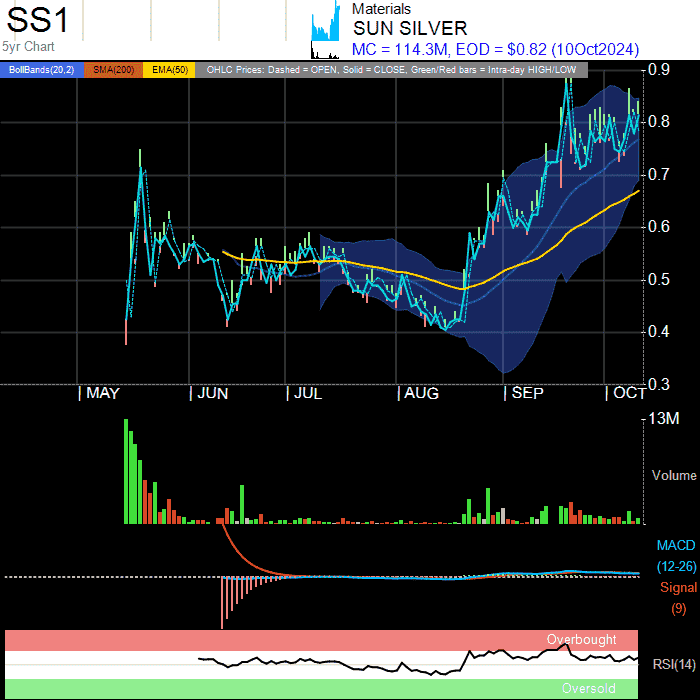 SS1
5yr Chart
Materials
SUN SILVER
MC = 114.3M, EOD = $0.82 (10Oct2024)
BollBands(20,2) SMA(200) EMA(50) OHLC Prices: Dashed = OPEN, Solid = CLOSE, Green/Red bars = Intra-day HIGH/LOW
0.9
0.8
0.7
0.6
0.5
0.4
0.3
| MAY | JUN | JUL | AUG | SEP | OCT
13M
Volume
MACD
(12-26)
Signal
(9)
Overbought
RSI(14)
Oversold